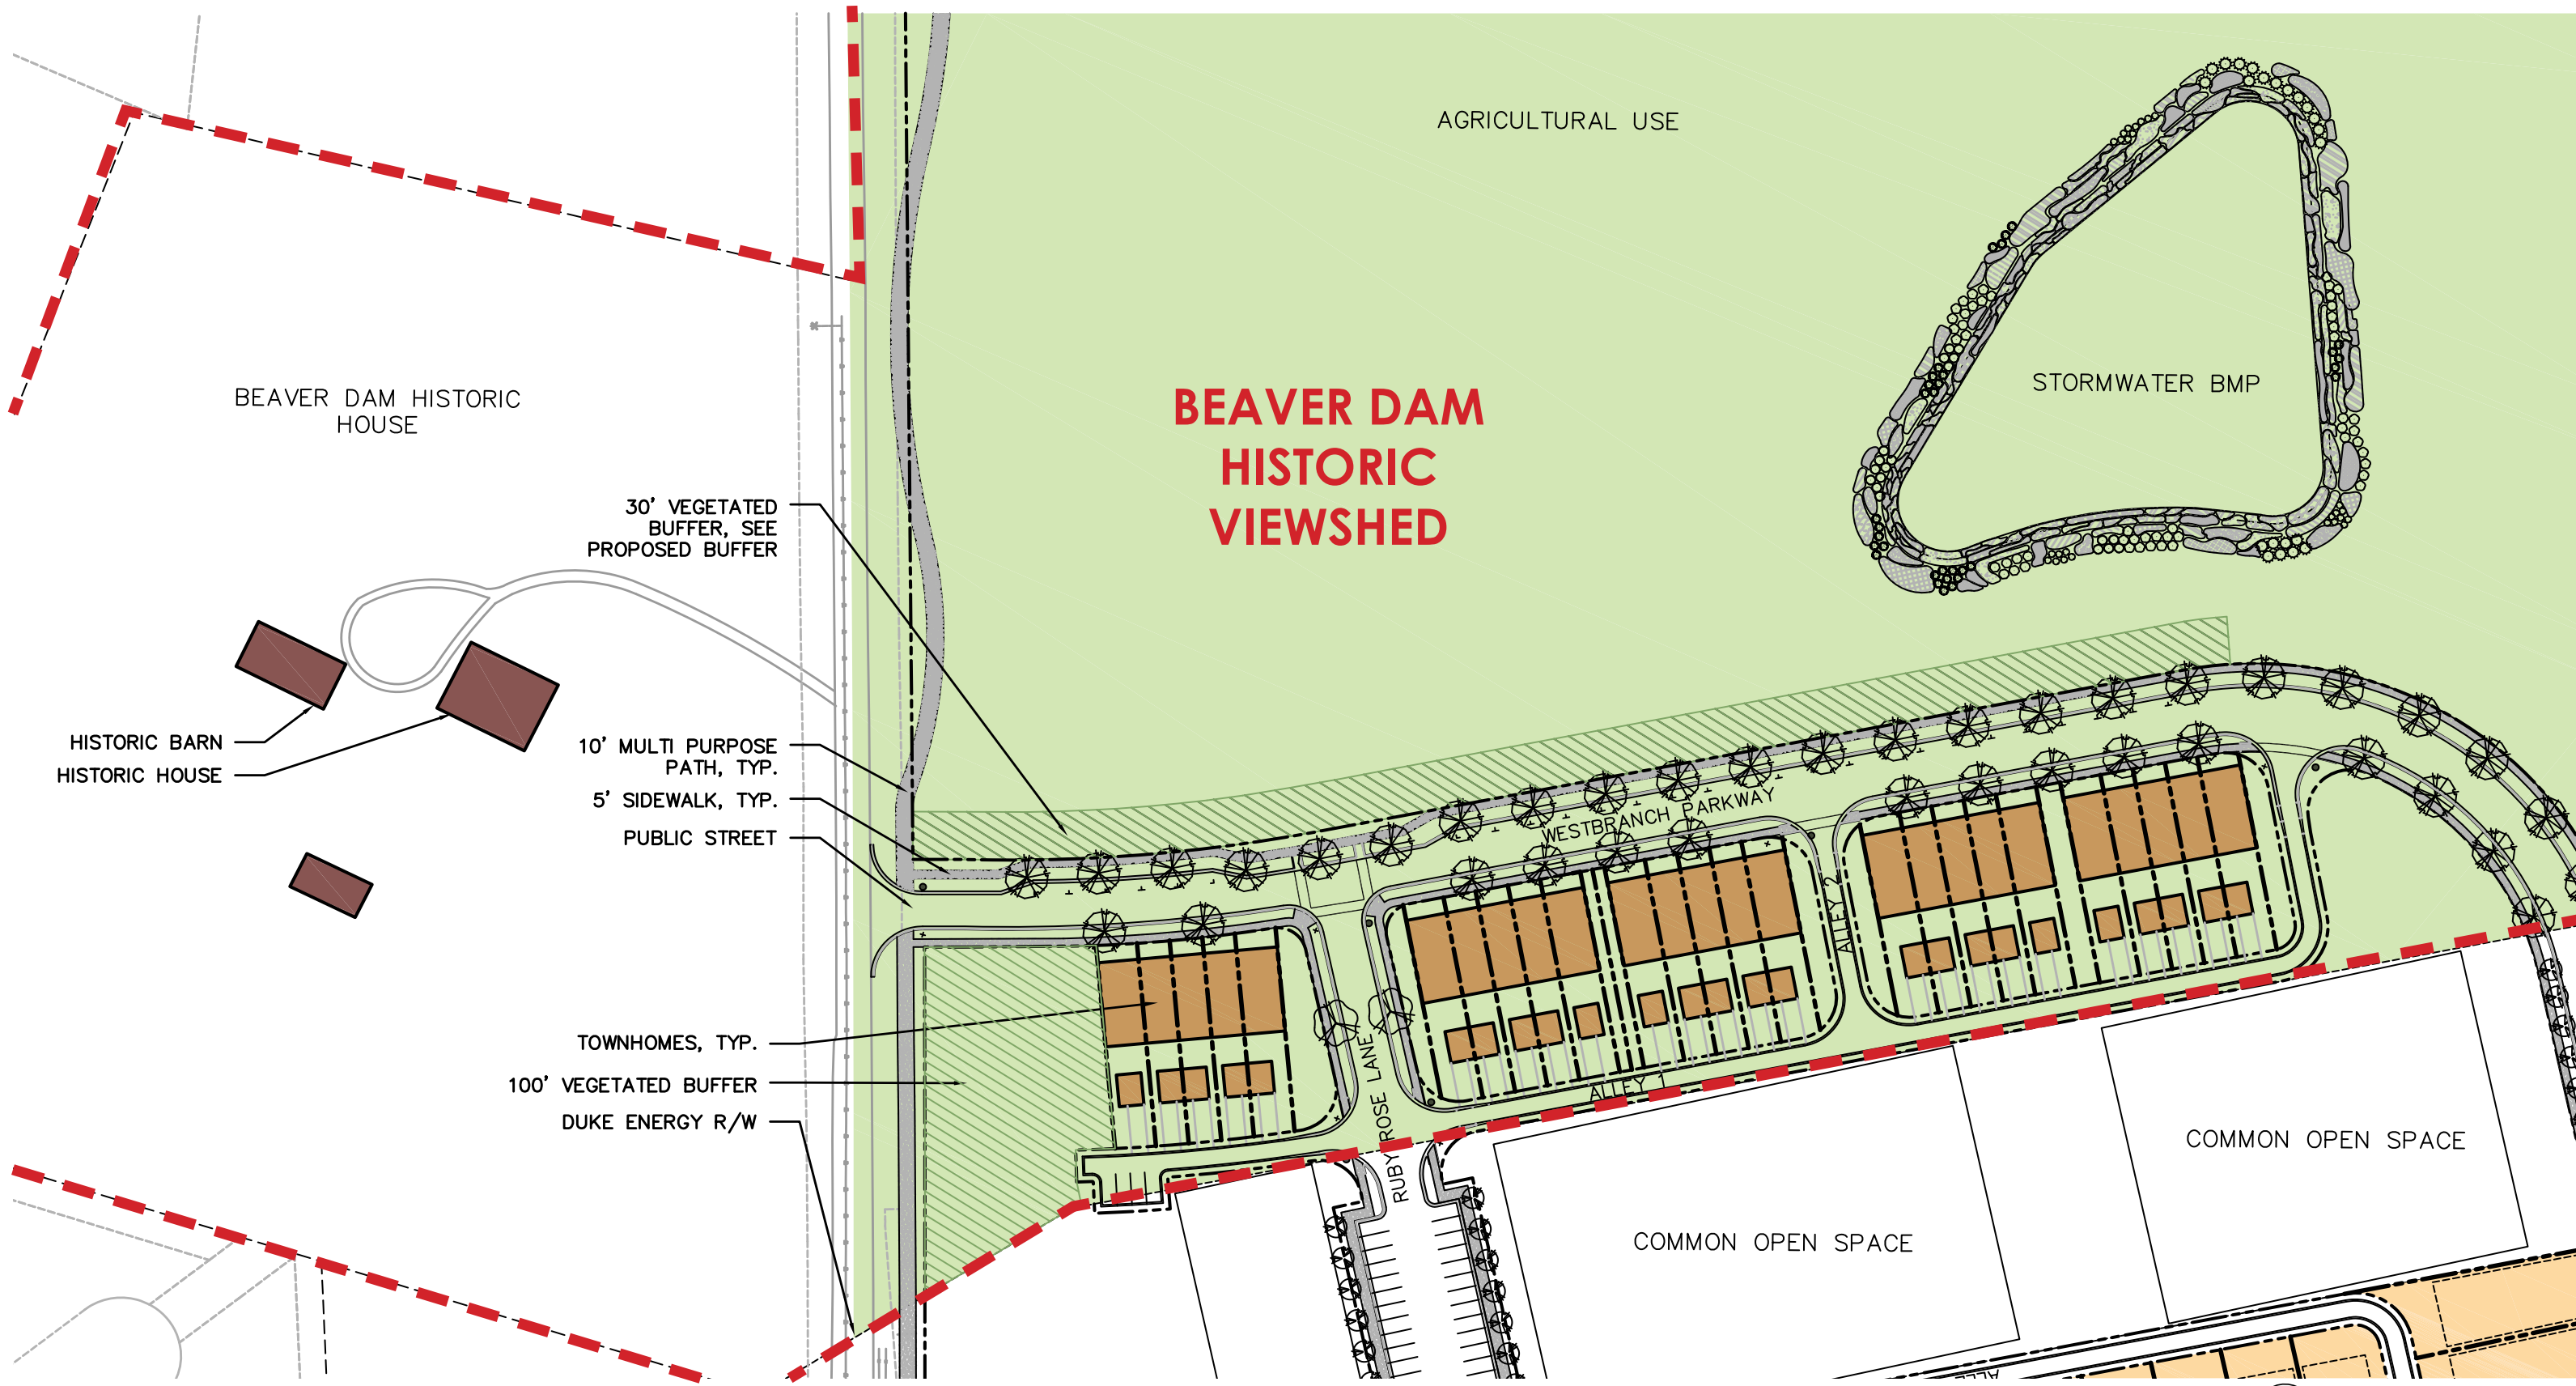 AGRICULTURAL USE
BEAVER DAM HISTORIC
HOUSE
BEAVER DAM
HISTORIC
VIEWSHED
STORMWATER BMP
30' VEGETATED
BUFFER, SEE
PROPOSED BUFFER
HISTORIC BARN
HISTORIC HOUSE
10' MULTI PURPOSE
PATH, TYP.
5' SIDEWALK, TYP.
PUBLIC STREET
WESTBRANCH PARKWAY
ALLEY 2
TOWNHOMES, TYP.
100' VEGETATED BUFFER
DUKE ENERGY R/W
RUBY ROSE LANE
ALLEY 1
COMMON OPEN SPACE
COMMON OPEN SPACE